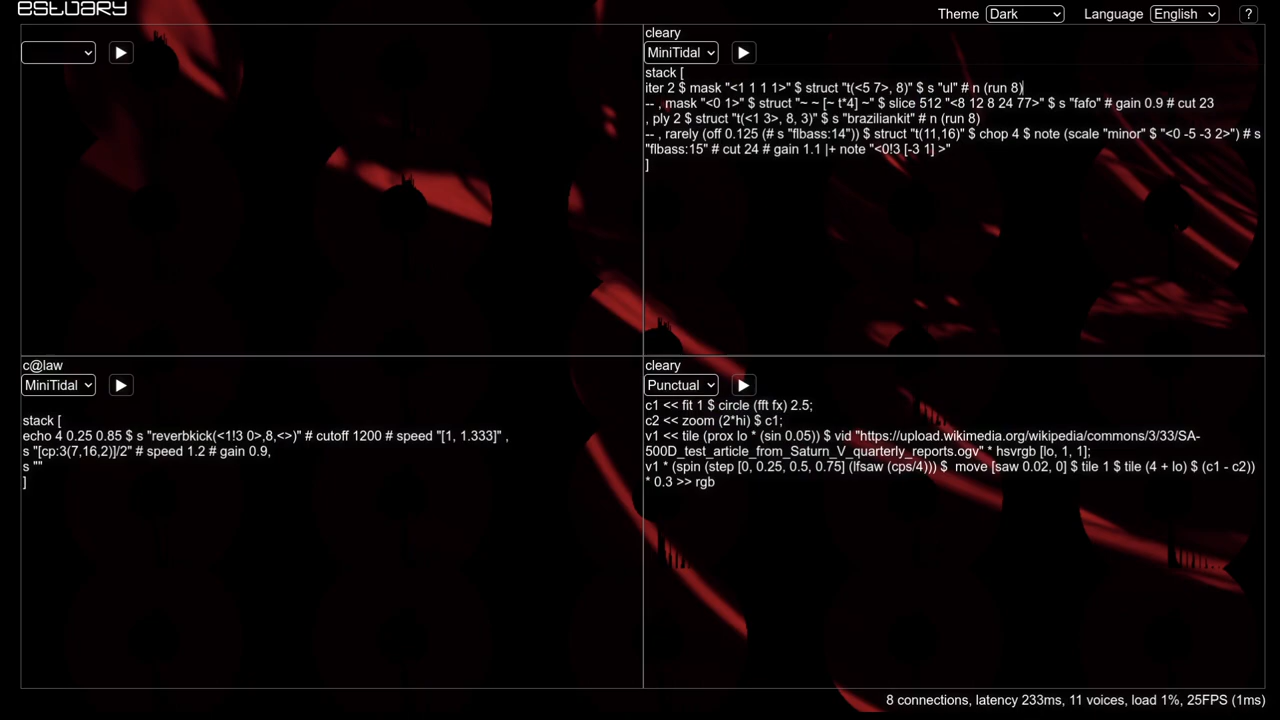 estuary
Theme Dark Language English ?
cleary
MiniTidal
stack [
iter 2 $ mask "<1 1 1 1>" $ struct "t(<5 7>, 8)" $ s "ul" # n (run 8)
-- , mask "<0 1>" $ struct "~ ~ [~ t*4] ~" $ slice 512 "<8 12 8 24 77>" $ s "fafo" # gain 0.9 # cut 23
, ply 2 $ struct "t(<1 3>, 8, 3)" $ s "braziliankit" # n (run 8)
-- , rarely (off 0.125 (# s "flbass:14")) $ struct "t(11,16)" $ chop 4 $ note (scale "minor" $ "<0 -5 -3 2>") # s
"flbass:15" # cut 24 # gain 1.1 |+ note "<0!3 [-3 1] >"
]
c@law
MiniTidal
stack [
echo 4 0.25 0.85 $ s "reverbkick(<1!3 0>,8,<>)" # cutoff 1200 # speed "[1, 1.333]" ,
s "[cp:3(7,16,2)]/2" # speed 1.2 # gain 0.9,
s ""
]
cleary
Punctual
c1 << fit 1 $ circle (fft fx) 2.5;
c2 << zoom (2*hi) $ c1;
v1 << tile (prox lo * (sin 0.05)) $ vid "https://upload.wikimedia.org/wikipedia/commons/3/33/SA-
500D_test_article_from_Saturn_V_quarterly_reports.ogv" * hsvrgb [lo, 1, 1];
v1 * (spin (step [0, 0.25, 0.5, 0.75] (lfsaw (cps/4))) $  move [saw 0.02, 0] $ tile 1 $ tile (4 + lo) $ (c1 - c2))
* 0.3 >> rgb
8 connections, latency 233ms, 11 voices, load 1%, 25FPS (1ms)